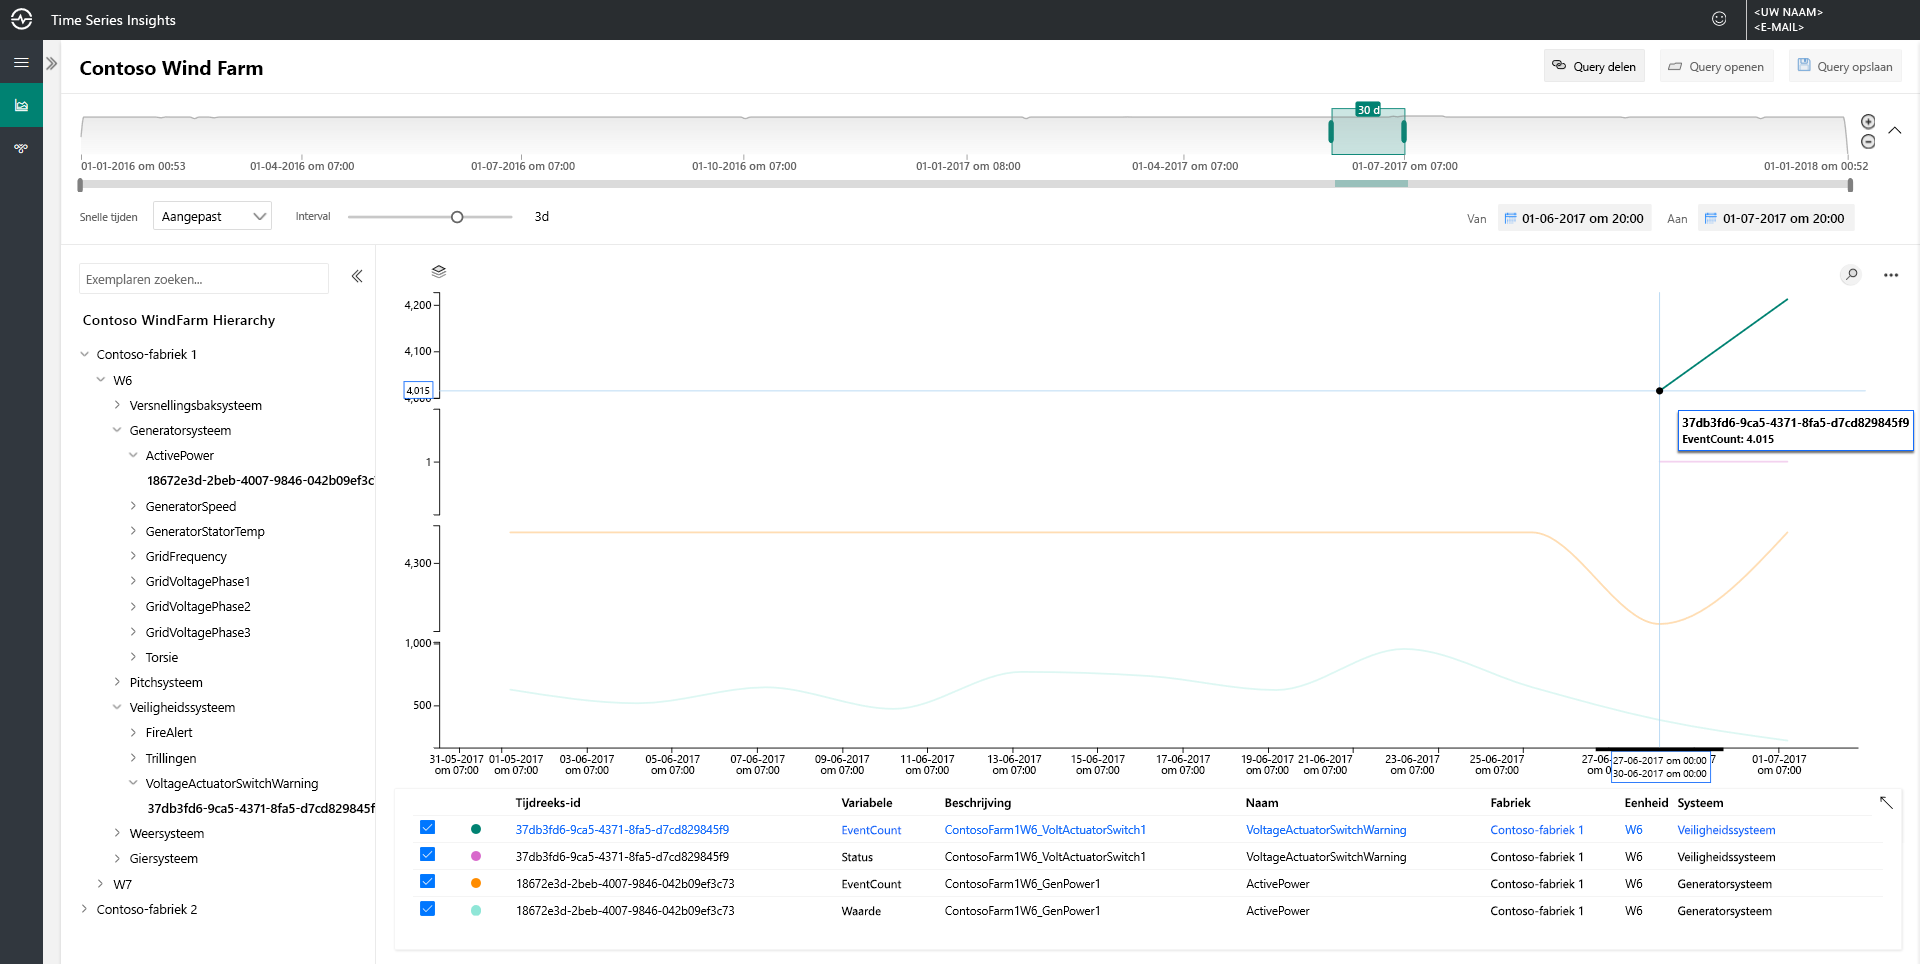 Time Series Insights
<UW NAAM>
<E-MAIL>
Contoso Wind Farm
Query delen
Query openen
Query opslaan
30 d
01-01-2016 om 00:53
01-04-2016 om 07:00
01-07-2016 om 07:00
01-10-2016 om 07:00
01-01-2017 om 08:00
01-04-2017 om 07:00
01-07-2017 om 07:00
01-01-2018 om 00:52
Snelle tijden
Aangepast
Interval
3d
Van
01-06-2017 om 20:00
Aan
01-07-2017 om 20:00
Exemplaren zoeken...
Contoso WindFarm Hierarchy
Contoso-fabriek 1
W6
Versnellingsbaksysteem
Generatorsysteem
ActivePower
18672e3d-2beb-4007-9846-042b09ef3c
GeneratorSpeed
GeneratorStatorTemp
GridFrequency
GridVoltagePhase1
GridVoltagePhase2
GridVoltagePhase3
Torsie
Pitchsysteem
Veiligheidssysteem
FireAlert
Trillingen
VoltageActuatorSwitchWarning
37db3fd6-9ca5-4371-8fa5-d7cd829845f
Weersysteem
Giersysteem
W7
Contoso-fabriek 2
4,200
4,100
4,015
1
4,300
1,000
500
37db3fd6-9ca5-4371-8fa5-d7cd829845f9
EventCount: 4.015
31-05-2017 om 07:00
01-05-2017 om 07:00
03-06-2017 om 07:00
05-06-2017 om 07:00
07-06-2017 om 07:00
09-06-2017 om 07:00
11-06-2017 om 07:00
13-06-2017 om 07:00
15-06-2017 om 07:00
17-06-2017 om 07:00
19-06-2017 om 07:00
21-06-2017 om 07:00
23-06-2017 om 07:00
25-06-2017 om 07:00
27-06-2017 om 00:00
30-06-2017 om 00:00
01-07-2017 om 07:00
Tijdreeks-id Variabele Beschrijving Naam Fabriek Eenheid Systeem
37db3fd6-9ca5-4371-8fa5-d7cd829845f9 EventCount ContosoFarm1W6_VoltActuatorSwitch1 VoltageActuatorSwitchWarning Contoso-fabriek 1 W6 Veiligheidssysteem
37db3fd6-9ca5-4371-8fa5-d7cd829845f9 Status ContosoFarm1W6_VoltActuatorSwitch1 VoltageActuatorSwitchWarning Contoso-fabriek 1 W6 Veiligheidssysteem
18672e3d-2beb-4007-9846-042b09ef3c73 EventCount ContosoFarm1W6_GenPower1 ActivePower Contoso-fabriek 1 W6 Generatorsysteem
18672e3d-2beb-4007-9846-042b09ef3c73 Waarde ContosoFarm1W6_GenPower1 ActivePower Contoso-fabriek 1 W6 Generatorsysteem